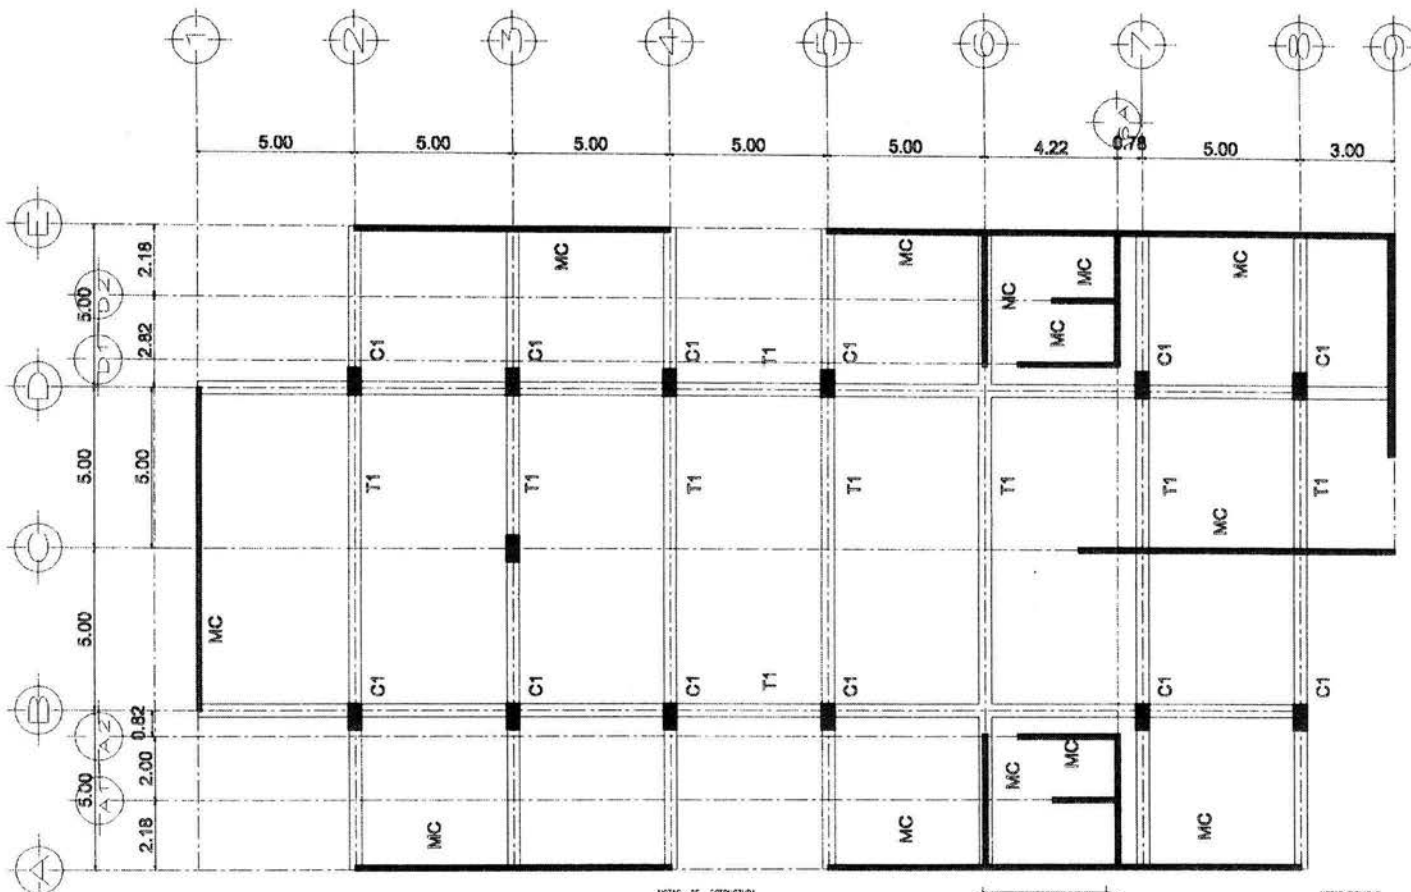 1 2 3 4 5 6 7 8 9
5.00 5.00 5.00 5.00 5.00 4.22 0.78 5.00 3.00
E
2.18
D2
5.00
2.82
D1
D
5.00 5.00
C
5.00
B
0.82
A2
2.00
5.00
A1
2.18
A
MC MC MC MC MC
MC
C1 C1 C1 T1 C1 C1 C1
T1 T1 T1 T1 T1 T1 T1
MC
MC
C1 C1 C1 T1 C1 C1 C1
MC MC
MC MC MC
NOTAS DE ESTRUCTURA